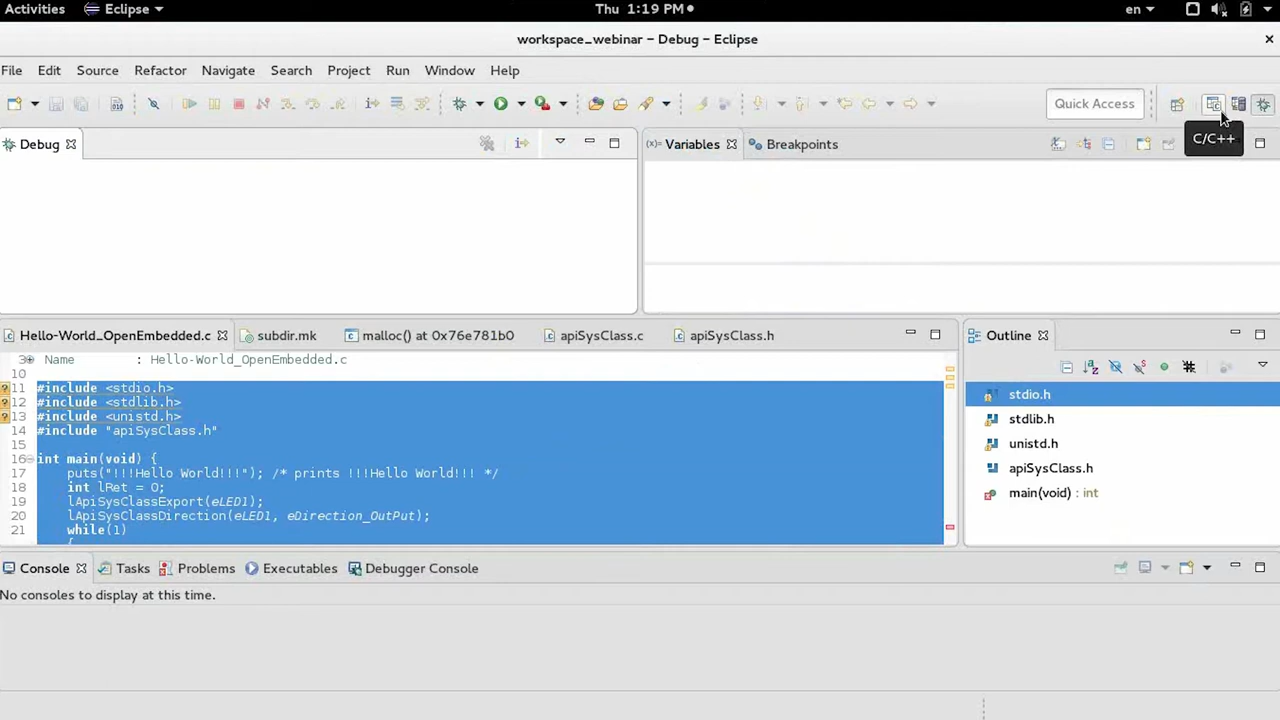 Activities Eclipse Thu 1:19 PM en
workspace_webinar – Debug – Eclipse
File Edit Source Refactor Navigate Search Project Run Window Help
Quick Access
C/C++
Debug
(x)= Variables Breakpoints
Hello-World_OpenEmbedded.c subdir.mk malloc() at 0x76e781b0 apiSysClass.c apiSysClass.h
Outline
3 Name : Hello-World_OpenEmbedded.c
10
11 #include <stdio.h>
12 #include <stdlib.h>
13 #include <unistd.h>
14 #include "apiSysClass.h"
15
16 int main(void) {
17 puts("!!!Hello World!!!"); /* prints !!!Hello World!!! */
18 int lRet = 0;
19 lApiSysClassExport(eLED1);
20 lApiSysClassDirection(eLED1, eDirection_OutPut);
21 while(1)
{
stdio.h
stdlib.h
unistd.h
apiSysClass.h
main(void) : int
Console Tasks Problems Executables Debugger Console
No consoles to display at this time.